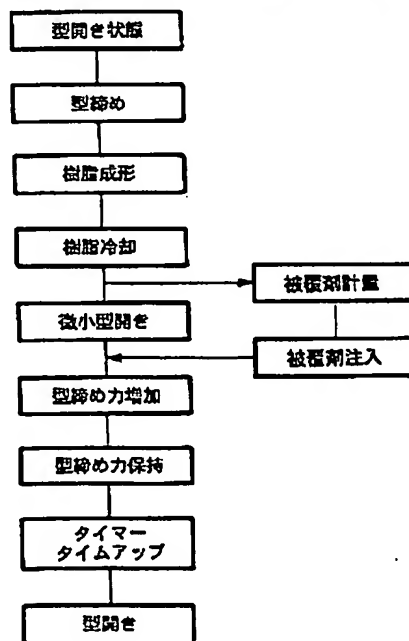 型開き状態
型締め
樹脂成形
樹脂冷却
被覆剤計量
微小型開き
被覆剤注入
型締め力増加
型締め力保持
タイマー
タイムアップ
型開き